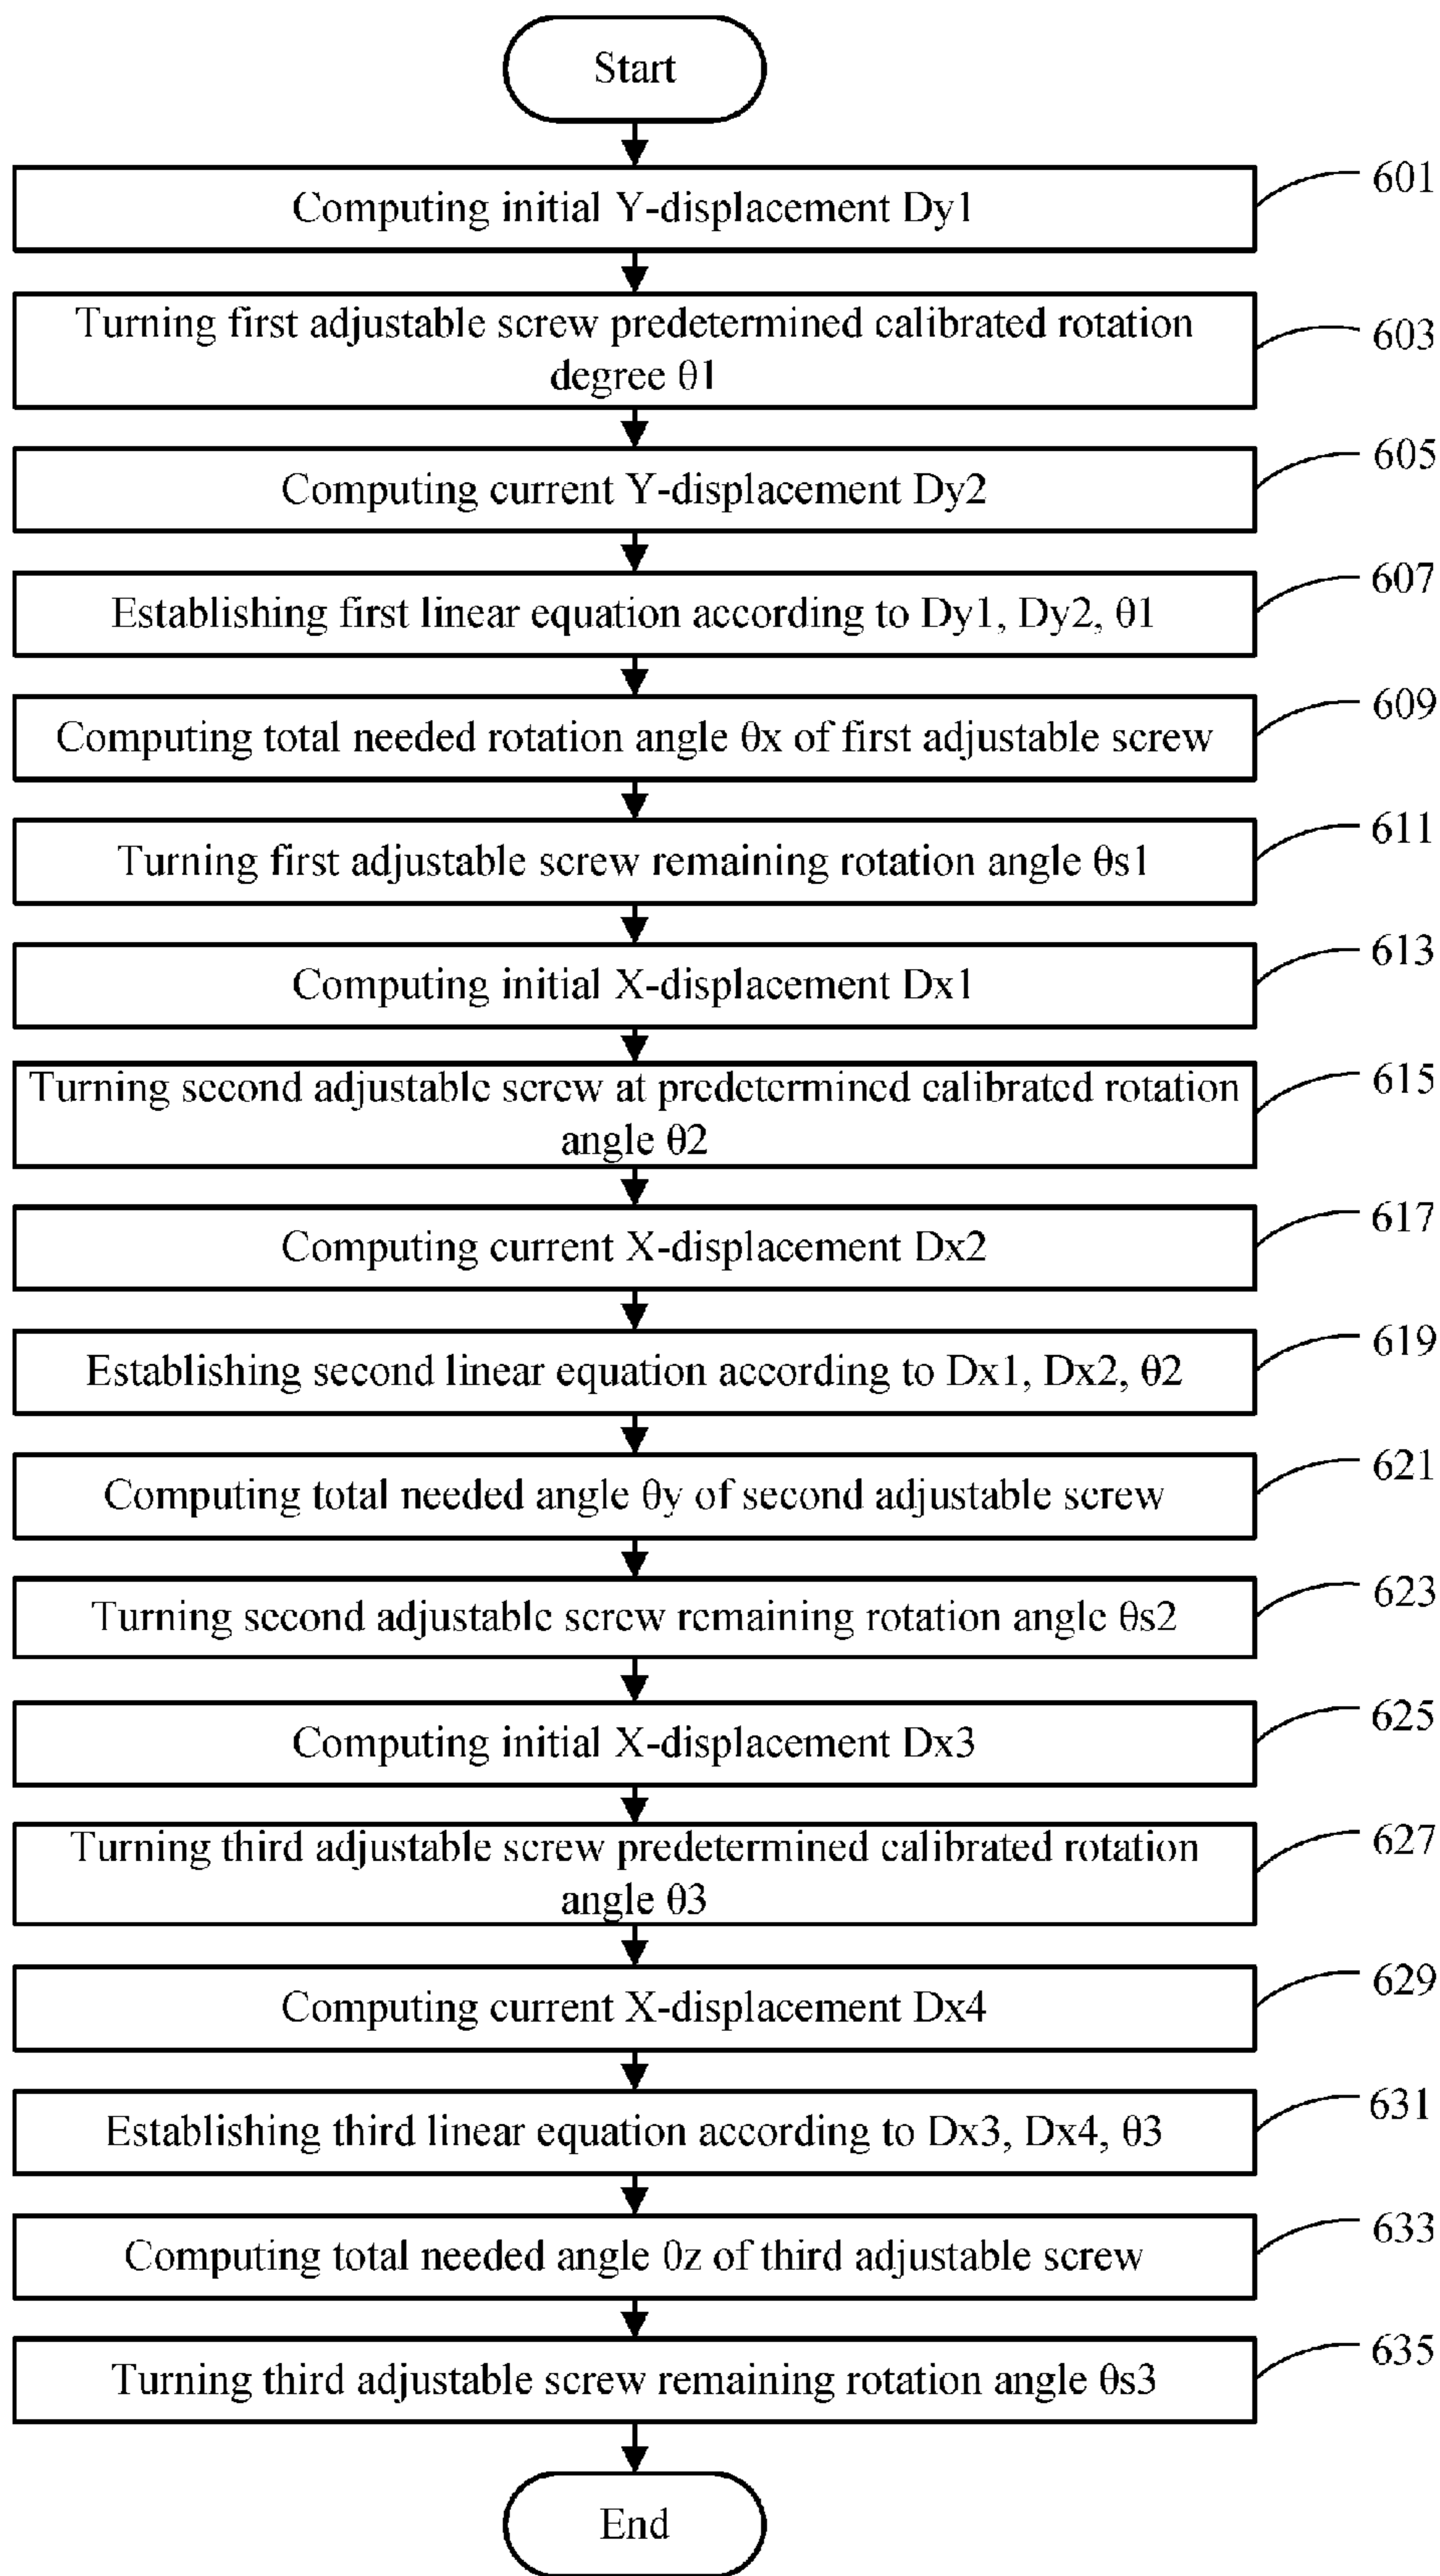 Start
Computing initial Y-displacement Dy1
601
Turning first adjustable screw predetermined calibrated rotation
degree θ1
603
Computing current Y-displacement Dy2
605
Establishing first linear equation according to Dy1, Dy2, θ1
607
Computing total needed rotation angle θx of first adjustable screw
609
Turning first adjustable screw remaining rotation angle θs1
611
Computing initial X-displacement Dx1
613
Turning second adjustable screw at predetermined calibrated rotation
angle θ2
615
Computing current X-displacement Dx2
617
Establishing second linear equation according to Dx1, Dx2, θ2
619
Computing total needed angle θy of second adjustable screw
621
Turning second adjustable screw remaining rotation angle θs2
623
Computing initial X-displacement Dx3
625
Turning third adjustable screw predetermined calibrated rotation
angle θ3
627
Computing current X-displacement Dx4
629
Establishing third linear equation according to Dx3, Dx4, θ3
631
Computing total needed angle θz of third adjustable screw
633
Turning third adjustable screw remaining rotation angle θs3
635
End